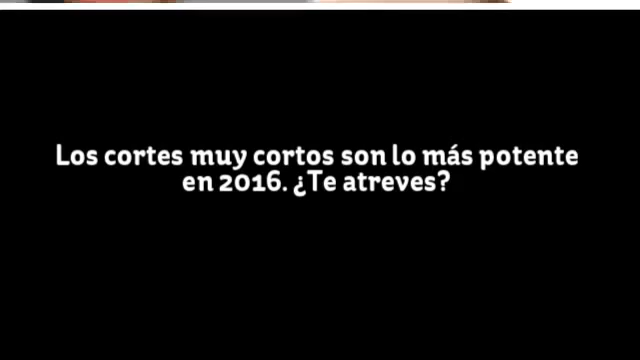 Los cortes muy cortos son lo más potente
en 2016. ¿Te atreves?